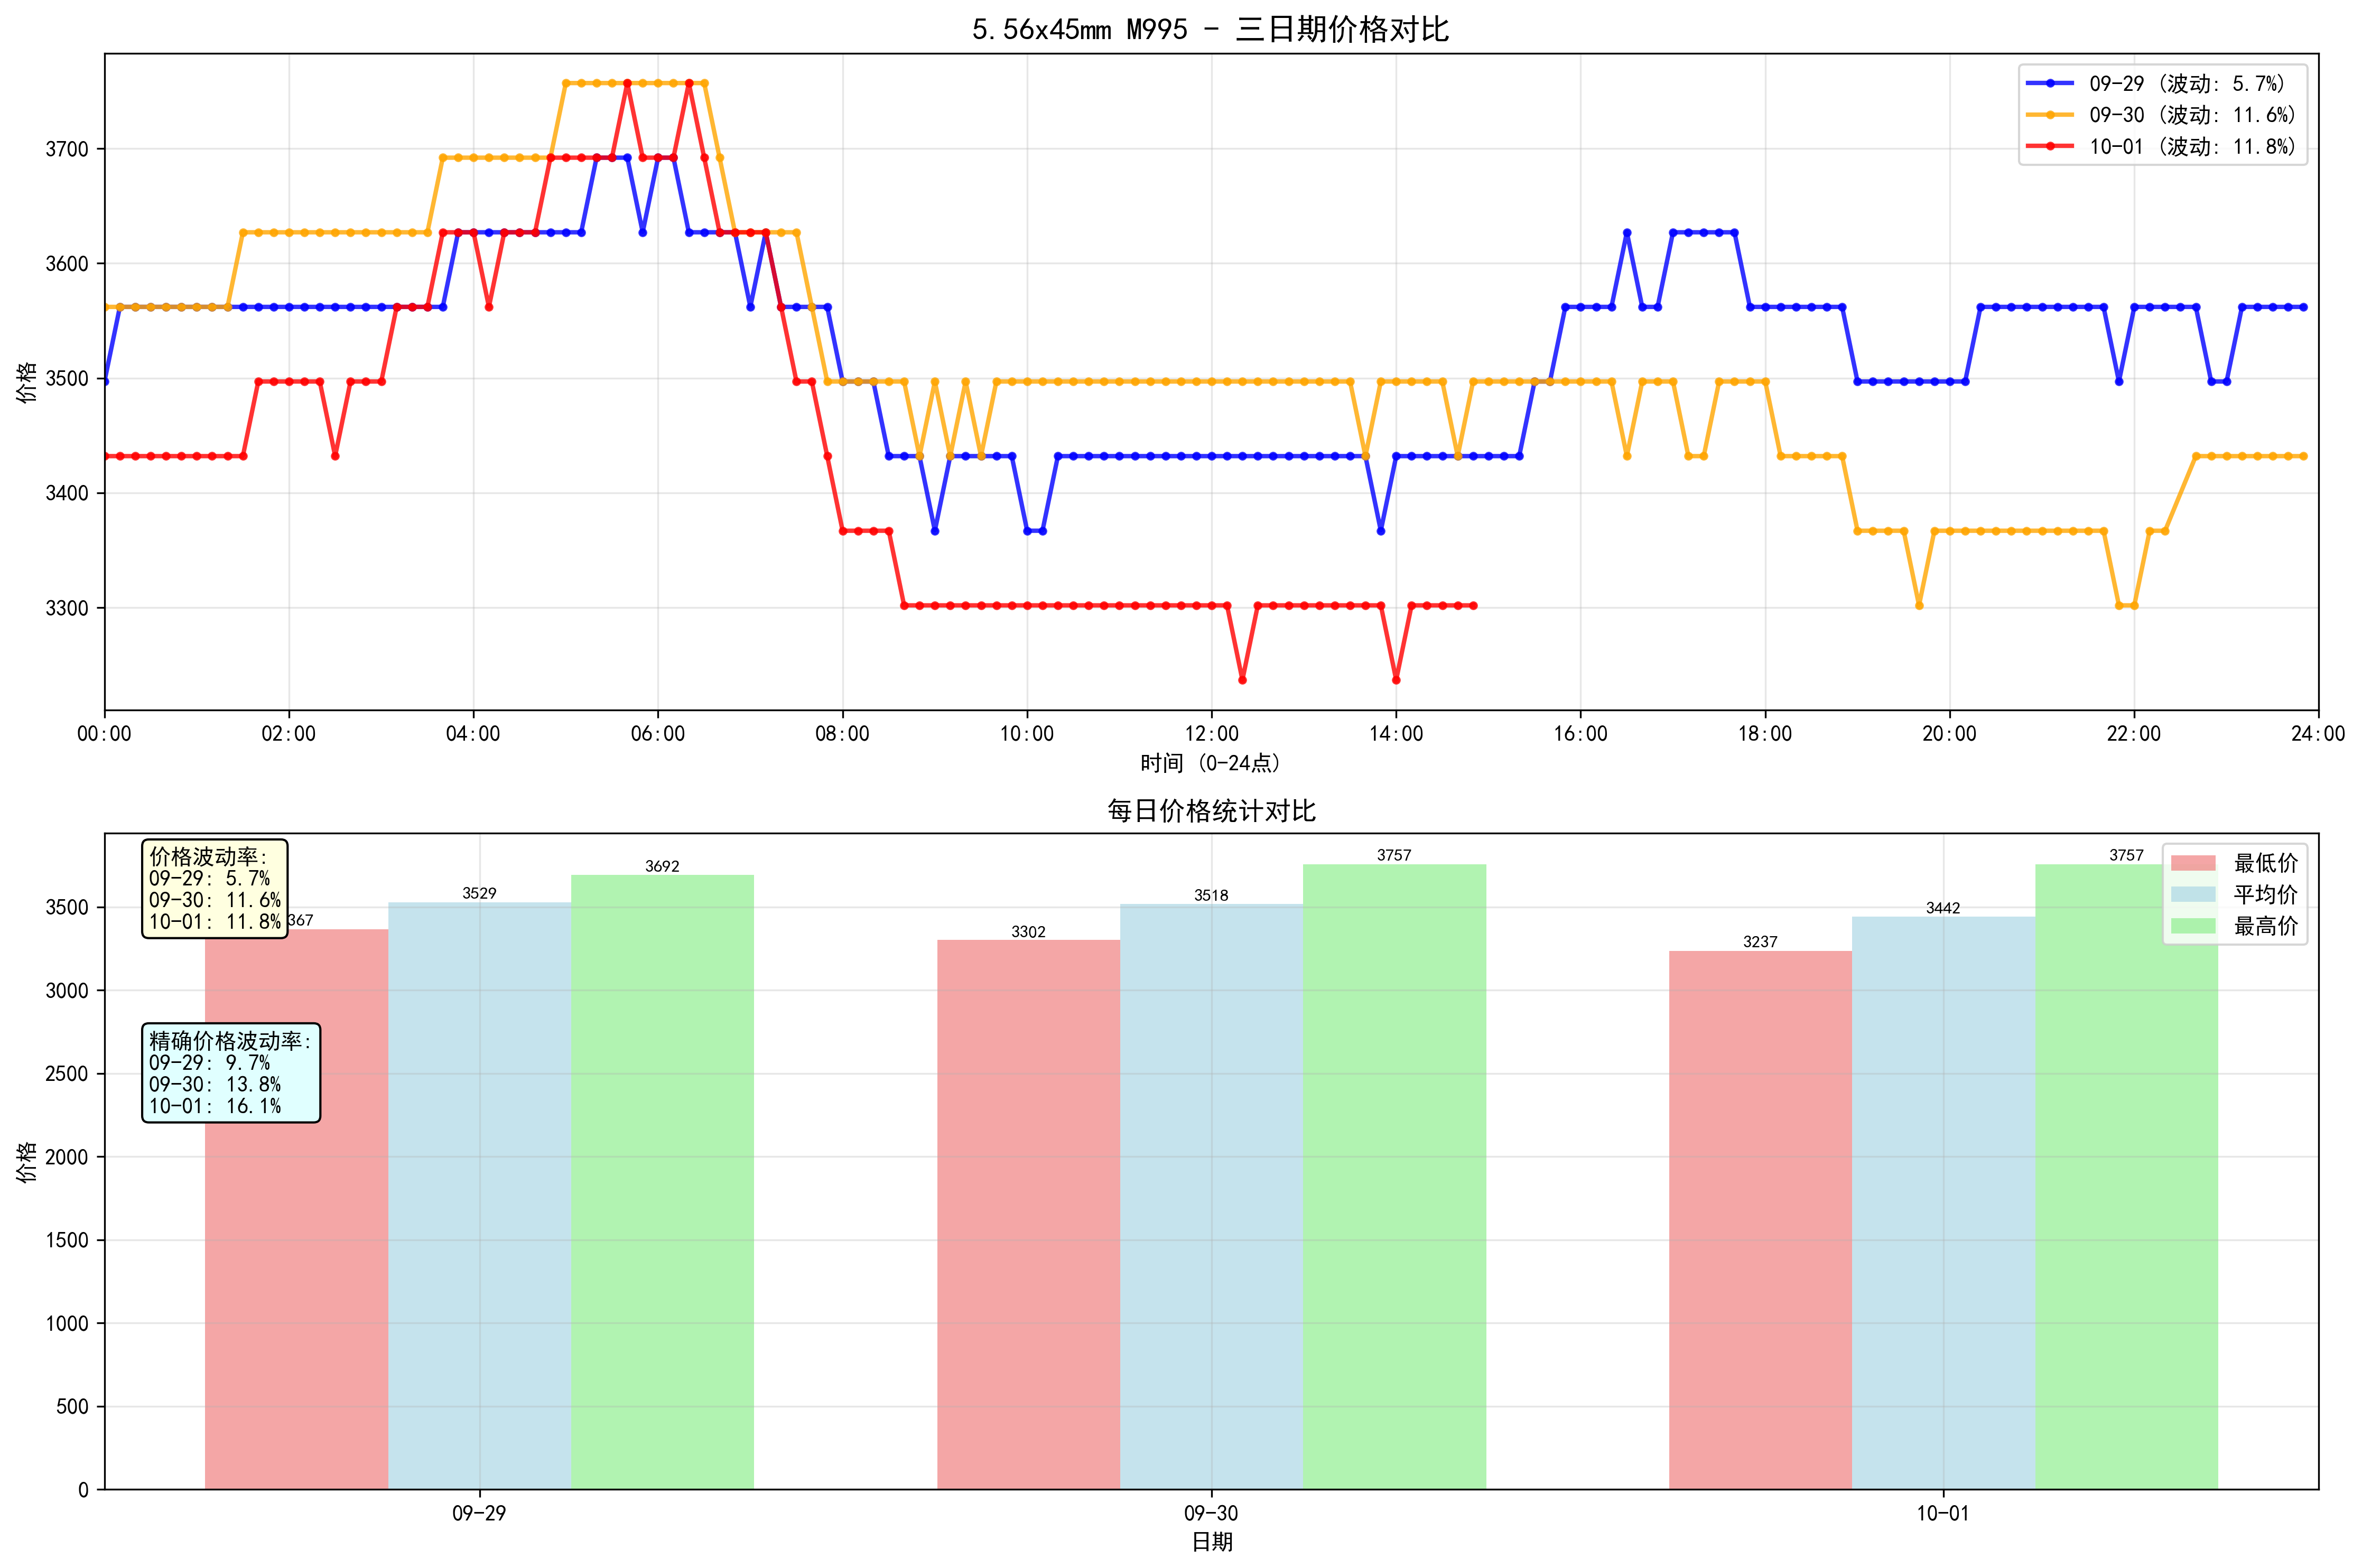 5.56x45mm M995 - 三日期价格对比
09-29 (波动: 5.7%)
09-30 (波动: 11.6%)
10-01 (波动: 11.8%)
价格
3700
3600
3500
3400
3300
00:00 02:00 04:00 06:00 08:00 10:00 12:00 14:00 16:00 18:00 20:00 22:00 24:00
时间 (0-24点)
每日价格统计对比
价格波动率:
09-29: 5.7%
09-30: 11.6%
10-01: 11.8%
精确价格波动率:
09-29: 9.7%
09-30: 13.8%
10-01: 16.1%
367
3529
3692
3302
3518
3757
3237
3442
3757
最低价
平均价
最高价
价格
3500
3000
2500
2000
1500
1000
500
0
09-29 09-30 10-01
日期